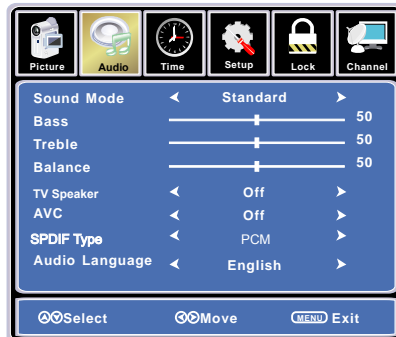 Picture Audio Time Setup Lock Channel
Sound Mode Standard
Bass 50
Treble 50
Balance 50
TV Speaker Off
AVC Off
SPDIF Type PCM
Audio Language English
Select Move MENU Exit